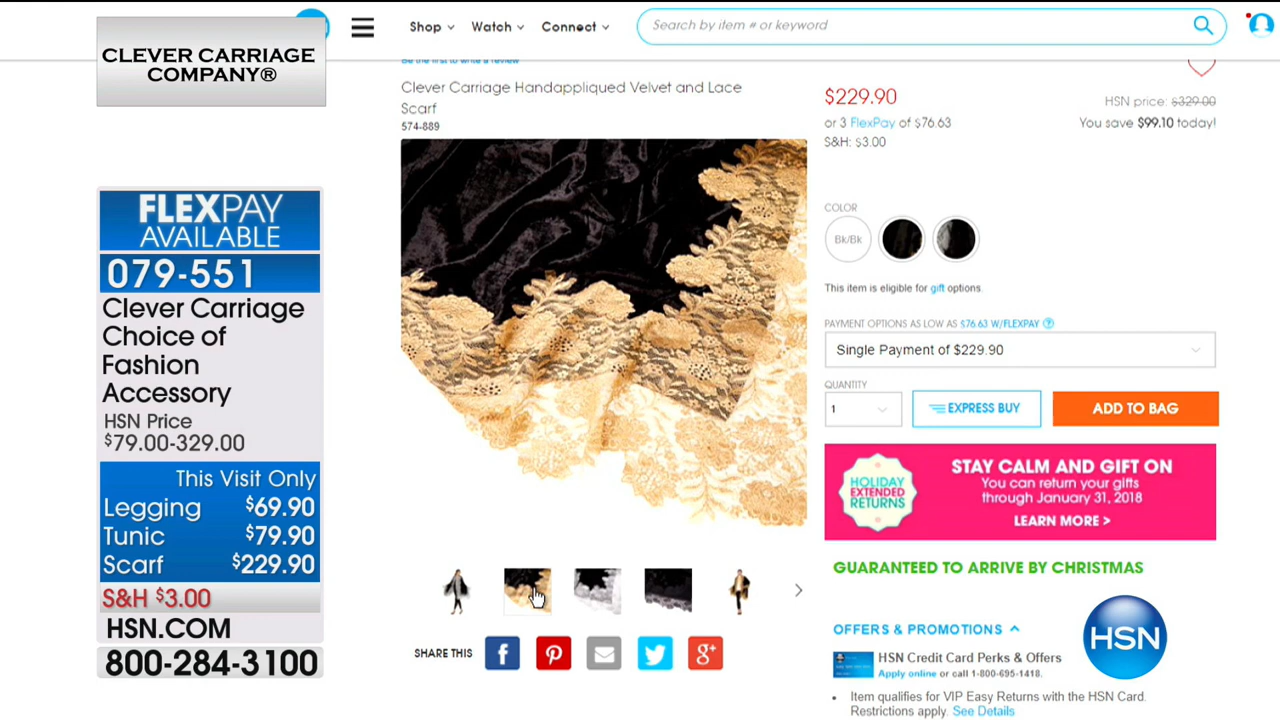 CLEVER CARRIAGE
COMPANY®
FLEXPAY
AVAILABLE
079-551
Clever Carriage
Choice of
Fashion
Accessory
HSN Price
$79.00-329.00
This Visit Only
Legging $69.90
Tunic $79.90
Scarf $229.90
S&H $3.00
HSN.COM
800-284-3100
Shop Watch Connect
Search by item # or keyword
Be the first to write a review
Clever Carriage Handappliqued Velvet and Lace
Scarf
574-889
$229.90
HSN price: $329.00
or 3 FlexPay of $76.63
You save $99.10 today!
S&H: $3.00
COLOR
Bk/Bk
This item is eligible for gift options.
PAYMENT OPTIONS AS LOW AS $76.63 W/FLEXPAY ?
Single Payment of $229.90
QUANTITY
1
EXPRESS BUY
ADD TO BAG
HOLIDAY
EXTENDED
RETURNS
STAY CALM AND GIFT ON
You can return your gifts
through January 31, 2018
LEARN MORE >
GUARANTEED TO ARRIVE BY CHRISTMAS
OFFERS & PROMOTIONS
HSN
HSN Credit Card Perks & Offers
Apply online or call 1-800-695-1418.
• Item qualifies for VIP Easy Returns with the HSN Card.
Restrictions apply. See Details
SHARE THIS
f
g+